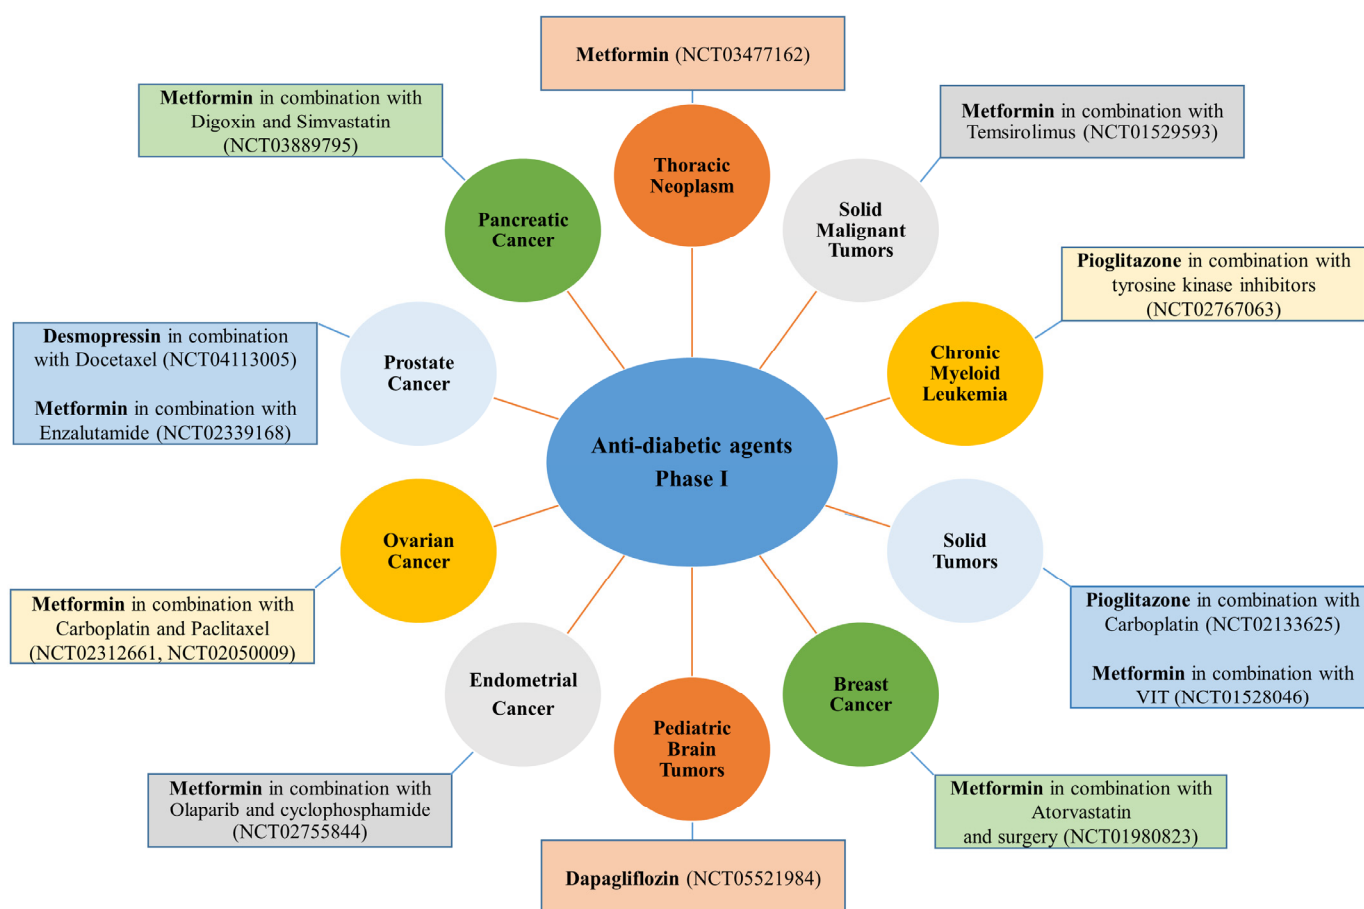 Metformin (NCT03477162)
Metformin in combination with
Digoxin and Simvastatin
(NCT03889795)
Metformin in combination with
Temsirolimus (NCT01529593)
Thoracic
Neoplasm
Pancreatic
Cancer
Solid
Malignant
Tumors
Pioglitazone in combination with
tyrosine kinase inhibitors
(NCT02767063)
Desmopressin in combination
with Docetaxel (NCT04113005)
Metformin in combination with
Enzalutamide (NCT02339168)
Prostate
Cancer
Chronic
Myeloid
Leukemia
Anti-diabetic agents
Phase I
Ovarian
Cancer
Solid
Tumors
Metformin in combination with
Carboplatin and Paclitaxel
(NCT02312661, NCT02050009)
Pioglitazone in combination with
Carboplatin (NCT02133625)
Metformin in combination with
VIT (NCT01528046)
Endometrial
Cancer
Breast
Cancer
Pediatric
Brain
Tumors
Metformin in combination with
Olaparib and cyclophosphamide
(NCT02755844)
Metformin in combination with
Atorvastatin
and surgery (NCT01980823)
Dapagliflozin (NCT05521984)